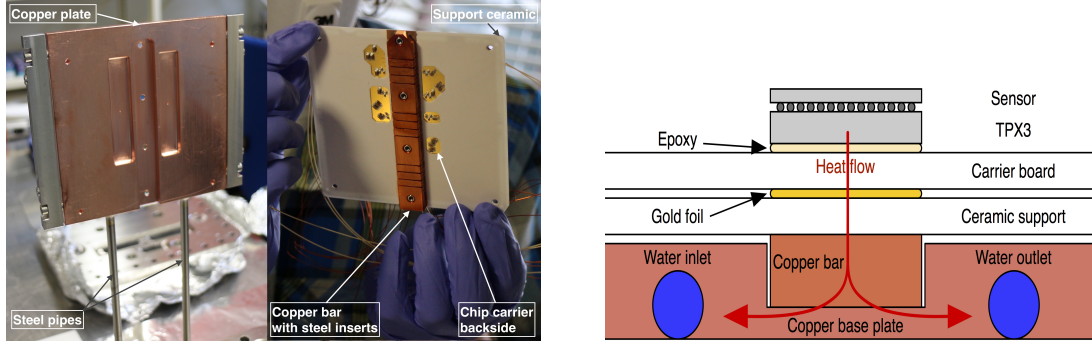 Copper plate
Steel pipes
3M
Support ceramic
Copper bar
with steel inserts
Chip carrier
backside
Sensor
TPX3
Epoxy
Heat flow
Carrier board
Gold foil
Ceramic support
Water inlet
Copper bar
Water outlet
Copper base plate